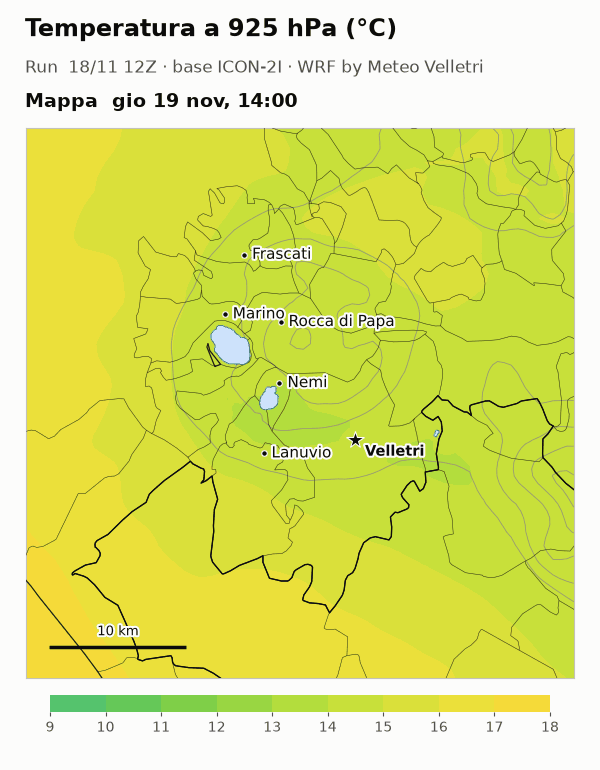 Temperatura a 925 hPa (°C)
Run 18/11 12Z · base ICON-2I · WRF by Meteo Velletri
Mappa gio 19 nov, 14:00
Frascati
Marino
Rocca di Papa
Nemi
Velletri
Lanuvio
10 km
9 10 11 12 13 14 15 16 17 18